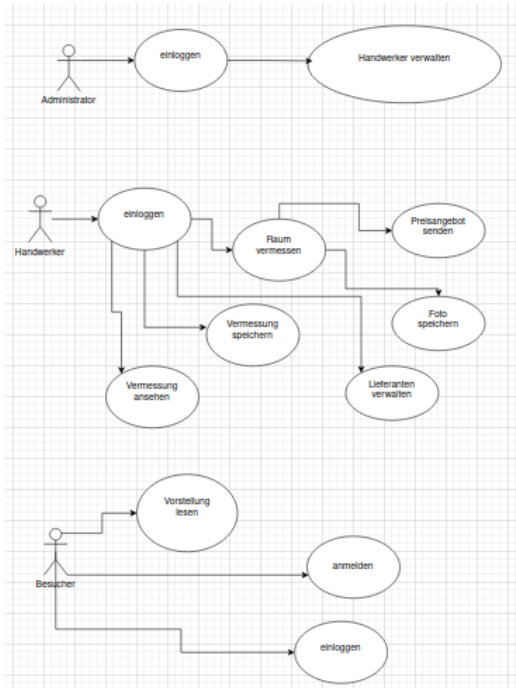 einloggen
Handwerker verwalten
Administrator
einloggen
Handwerker
Raum
vermessen
Preisangebot
senden
Foto
speichern
Vermessung
speichern
Vermessung
ansehen
Lieferanten
verwalten
Vorstellung
lesen
Besucher
anmelden
einloggen